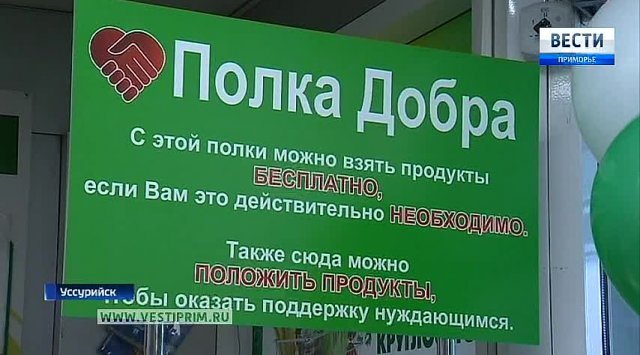 ВЕСТИ
ПРИМОРЬЕ
Полка Добра
С этой полки можно взять продукты
БЕСПЛАТНО,
если Вам это действительно НЕОБХОДИМО.
Также сюда можно
ПОЛОЖИТЬ ПРОДУКТЫ,
чтобы оказать поддержку нуждающимся.
Уссурийск
WWW.VESTIPRIM.RU